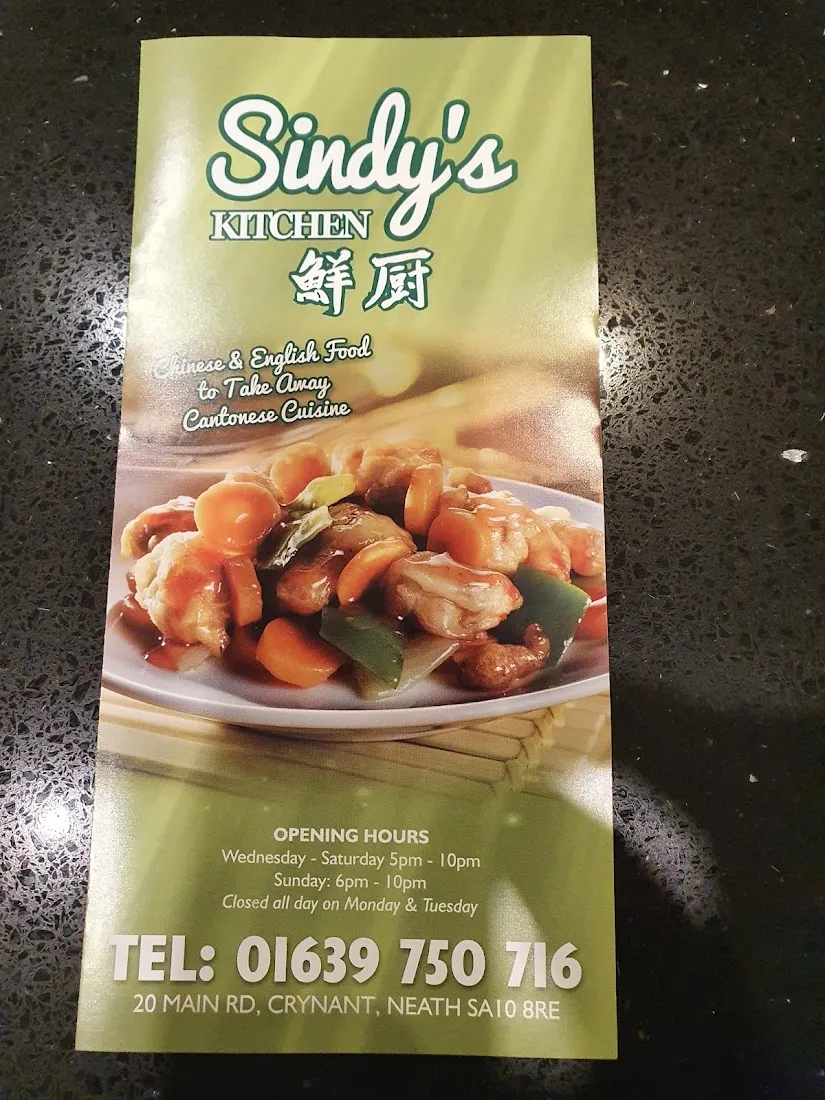 Sindy's
KITCHEN
鮮厨
Chinese & English Food
to Take Away
Cantonese Cuisine
OPENING HOURS
Wednesday - Saturday 5pm - 10pm
Sunday: 6pm - 10pm
Closed all day on Monday & Tuesday
TEL: 01639 750 716
20 MAIN RD, CRYNANT, NEATH SA10 8RE